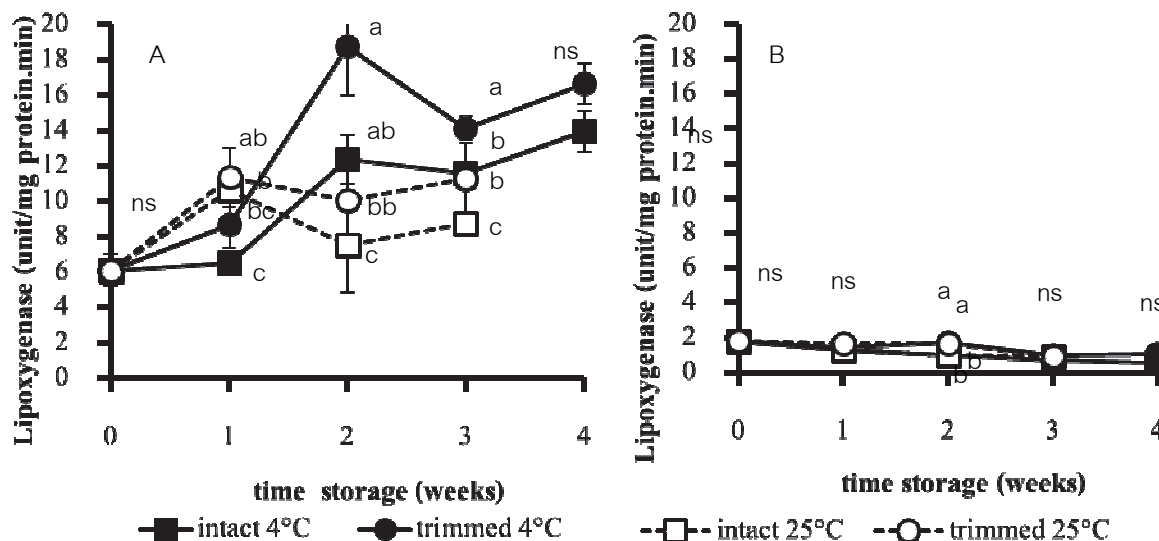 Lipoxygenase (unit/mg protein.min)
20
18
16
14
12
10
8
6
4
2
0
A
ns
ab
b
bc
c
a
ab
bb
c
a
b
b
c
ns
0 1 2 3 4
time storage (weeks)
Lipoxygenase (unit/mg protein.min)
20
18
16
14
12
10
8
6
4
2
0
B
ns
ns
ns
a
a
b
b
ns
ns
0 1 2 3 4
time storage (weeks)
intact 4°C trimmed 4°C intact 25°C trimmed 25°C